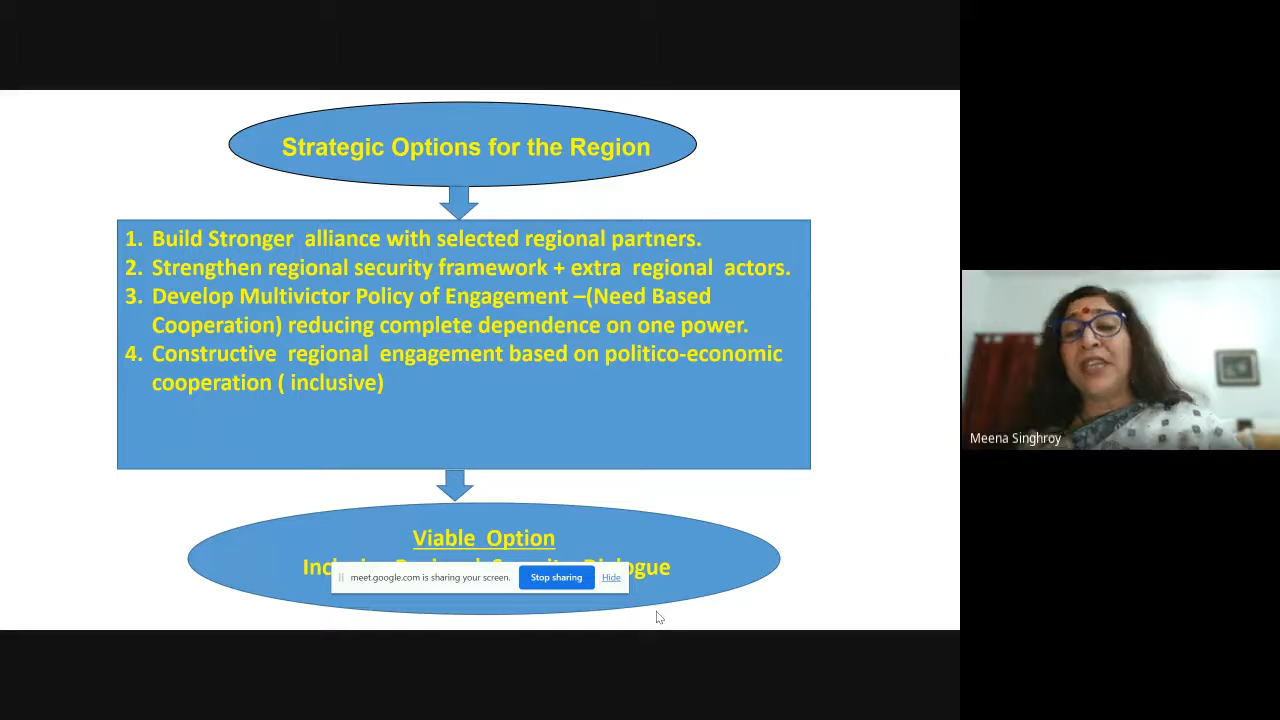 Strategic Options for the Region
1. Build Stronger alliance with selected regional partners.
2. Strengthen regional security framework + extra regional actors.
3. Develop Multivictor Policy of Engagement –(Need Based
Cooperation) reducing complete dependence on one power.
4. Constructive regional engagement based on politico-economic
cooperation ( inclusive)
Viable Option
meet.google.com is sharing your screen. Stop sharing Hide
Meena Singhroy